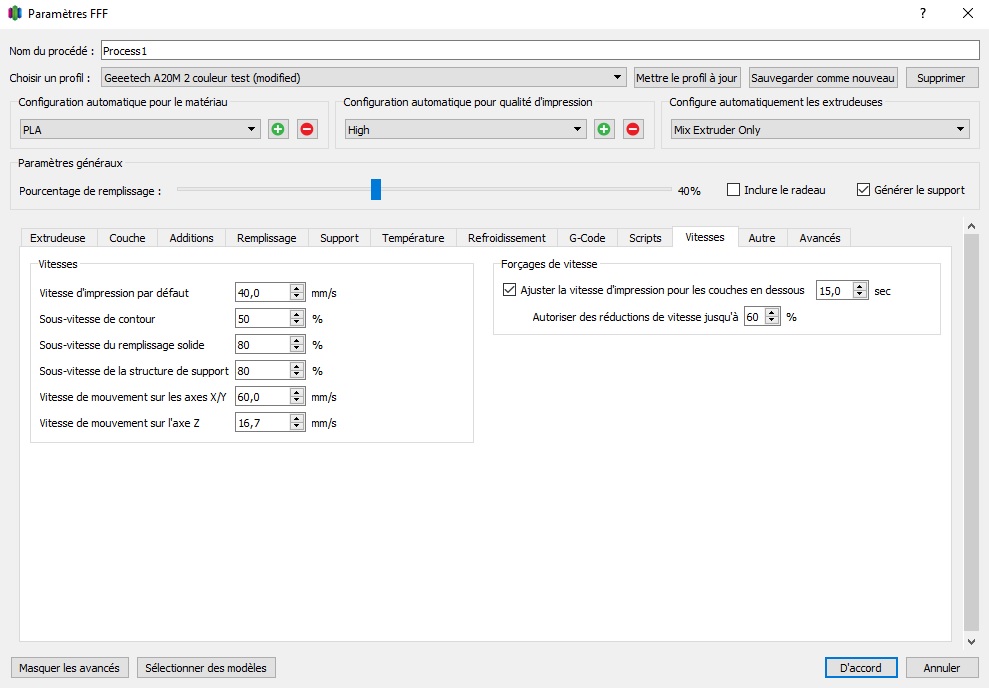 Paramètres FFF
?
Nom du procédé : Process1
Choisir un profil : Geeetech A20M 2 couleur test (modified) Mettre le profil à jour Sauvegarder comme nouveau Supprimer
Configuration automatique pour le matériau Configuration automatique pour qualité d'impression Configure automatiquement les extrudeuses
PLA High Mix Extruder Only
Paramètres généraux
Pourcentage de remplissage : 40% Inclure le radeau Générer le support
Extrudeuse Couche Additions Remplissage Support Température Refroidissement G-Code Scripts Vitesses Autre Avancés
Vitesses
Vitesse d'impression par défaut 40,0 mm/s
Sous-vitesse de contour 50 %
Sous-vitesse du remplissage solide 80 %
Sous-vitesse de la structure de support 80 %
Vitesse de mouvement sur les axes X/Y 60,0 mm/s
Vitesse de mouvement sur l'axe Z 16,7 mm/s
Forçages de vitesse
Ajuster la vitesse d'impression pour les couches en dessous 15,0 sec
Autoriser des réductions de vitesse jusqu'à 60 %
Masquer les avancés Sélectionner des modèles D'accord Annuler